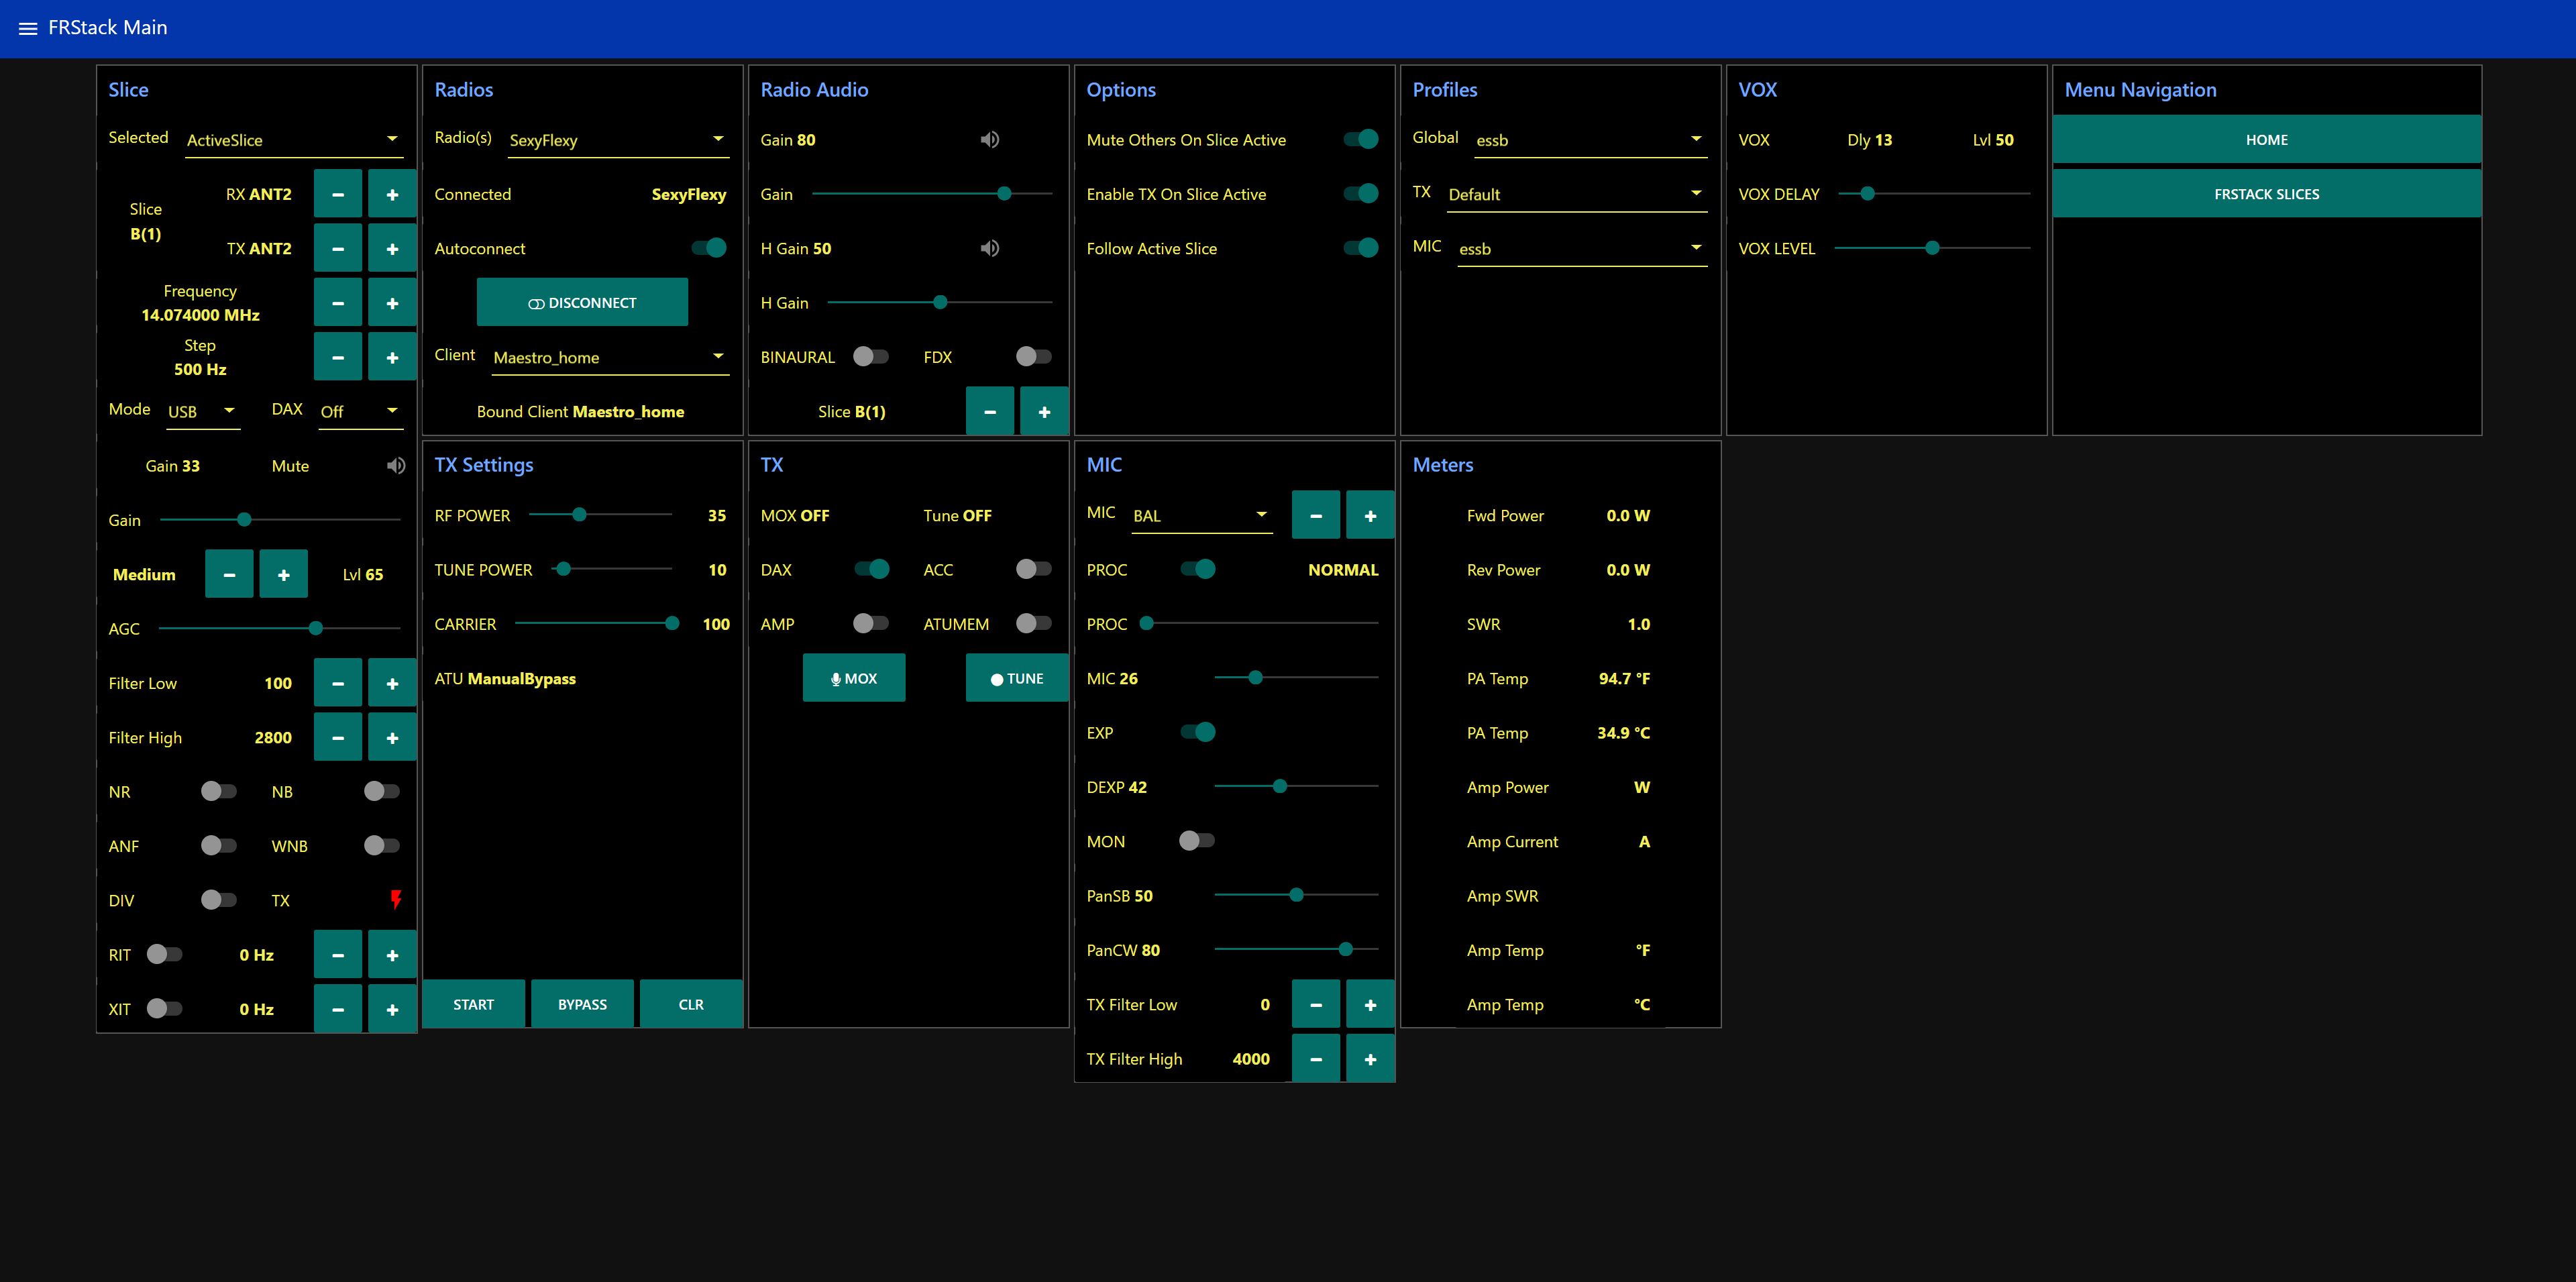 FRStack Main
Slice
Selected ActiveSlice
Slice
B(1)
RX ANT2 − +
TX ANT2 − +
Frequency
14.074000 MHz − +
Step
500 Hz − +
Mode USB DAX Off
Gain 33 Mute
Gain
Medium − + Lvl 65
AGC
Filter Low 100 − +
Filter High 2800 − +
NR NB
ANF WNB
DIV TX
RIT 0 Hz − +
XIT 0 Hz − +
Radios
Radio(s) SexyFlexy
Connected SexyFlexy
Autoconnect
DISCONNECT
Client Maestro_home
Bound Client Maestro_home
Radio Audio
Gain 80
Gain
H Gain 50
H Gain
BINAURAL FDX
Slice B(1) − +
Options
Mute Others On Slice Active
Enable TX On Slice Active
Follow Active Slice
Profiles
Global essb
TX Default
MIC essb
VOX
VOX Dly 13 Lvl 50
VOX DELAY
VOX LEVEL
Menu Navigation
HOME
FRSTACK SLICES
TX Settings
RF POWER 35
TUNE POWER 10
CARRIER 100
ATU ManualBypass
START BYPASS CLR
TX
MOX OFF Tune OFF
DAX ACC
AMP ATUMEM
MOX TUNE
MIC
MIC BAL − +
PROC NORMAL
PROC
MIC 26
EXP
DEXP 42
MON
PanSB 50
PanCW 80
TX Filter Low 0 − +
TX Filter High 4000 − +
Meters
Fwd Power 0.0 W
Rev Power 0.0 W
SWR 1.0
PA Temp 94.7 °F
PA Temp 34.9 °C
Amp Power W
Amp Current A
Amp SWR
Amp Temp °F
Amp Temp °C